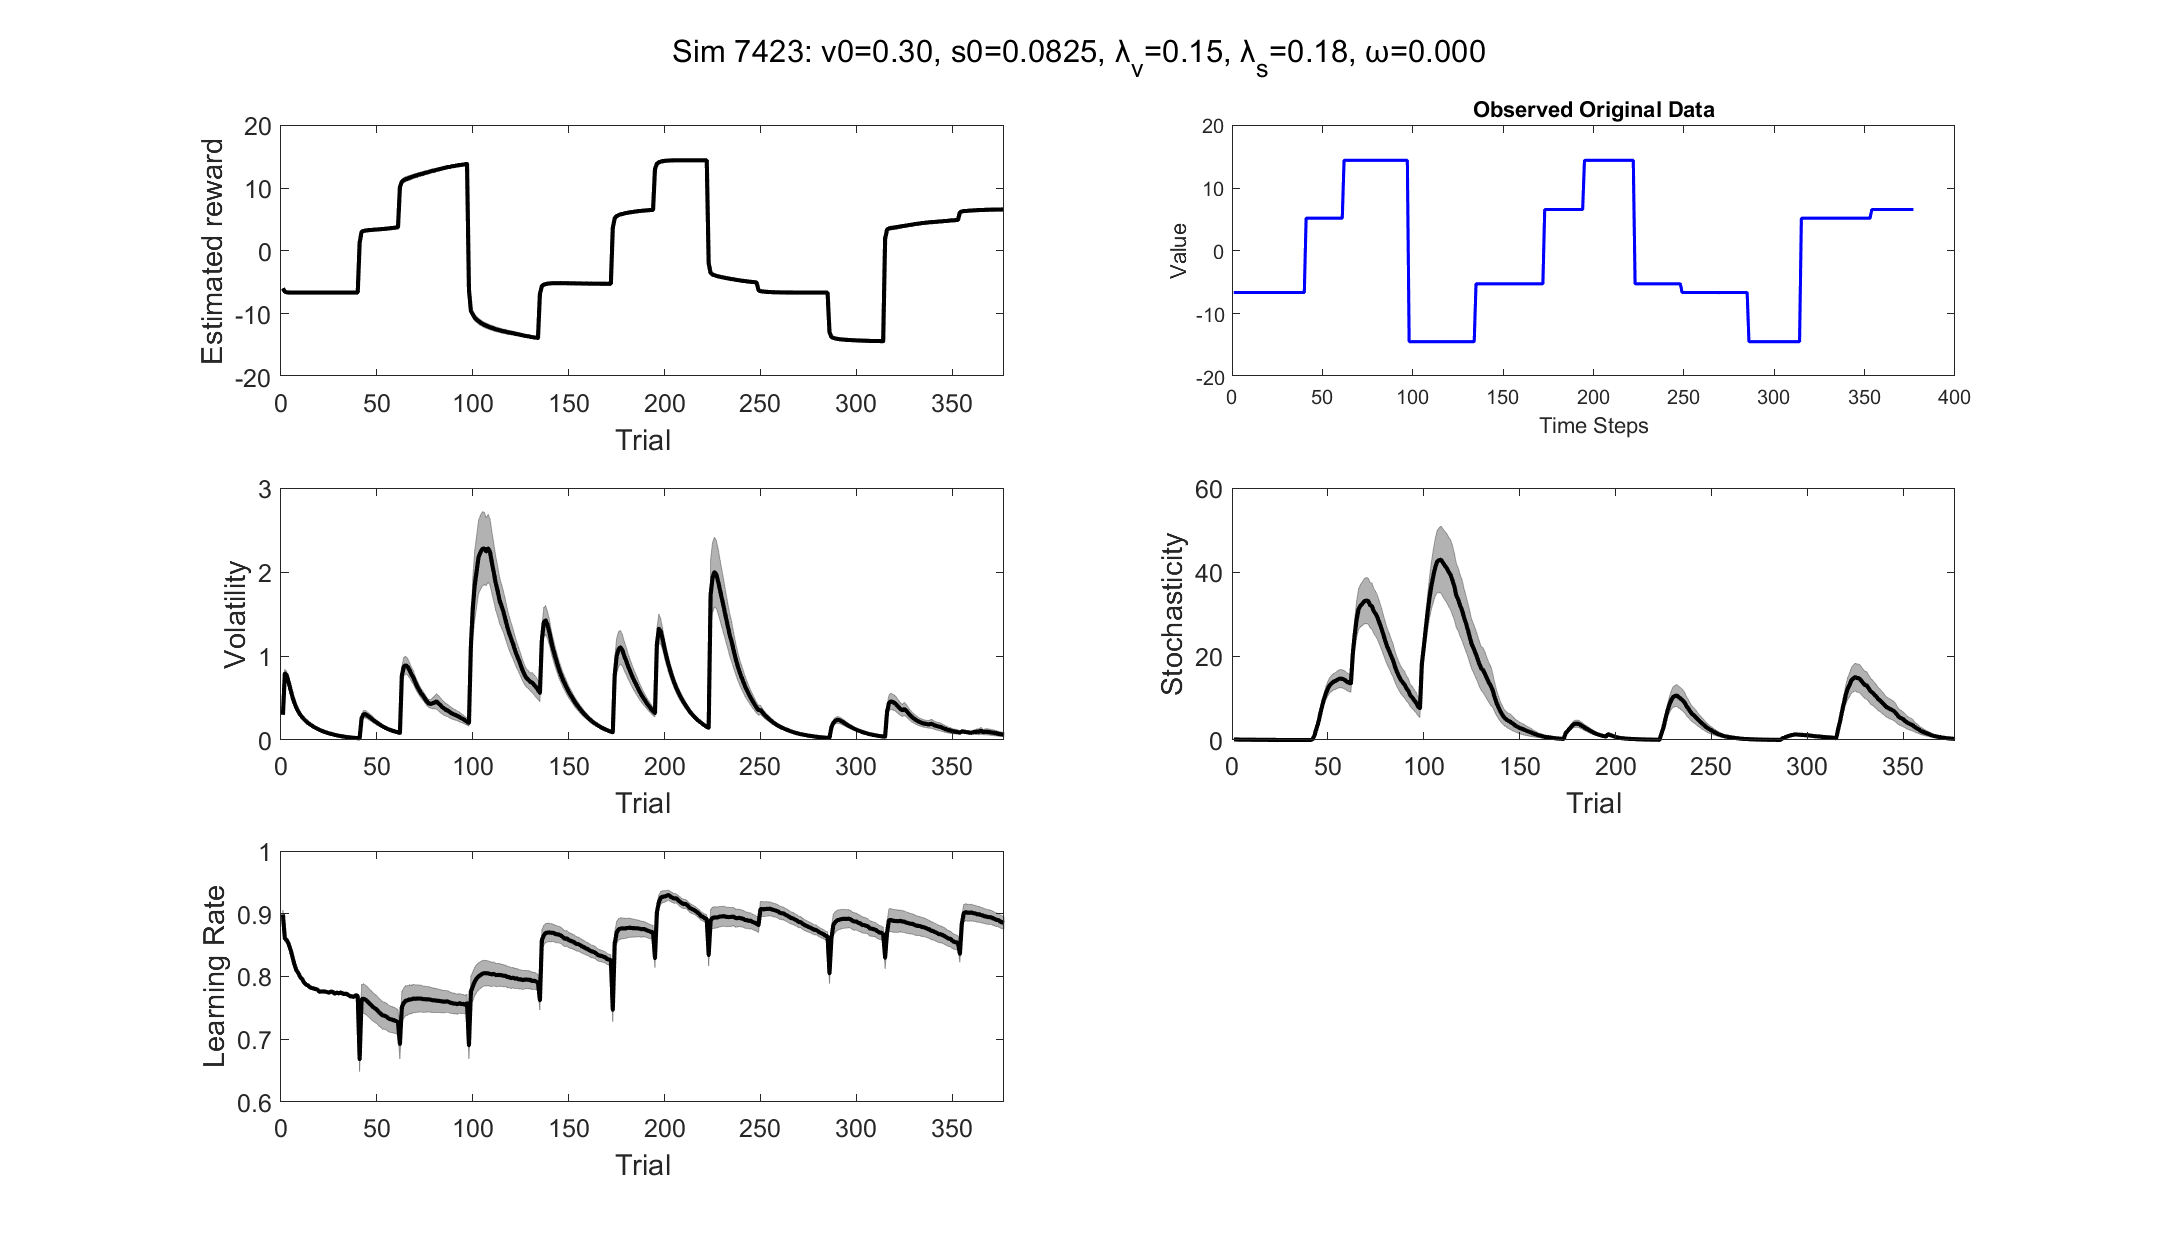 Sim 7423: v0=0.30, s0=0.0825, λv=0.15, λs=0.18, ω=0.000
Estimated reward
20
10
0
-10
-20
0 50 100 150 200 250 300 350
Trial
Observed Original Data
Value
20
10
0
-10
-20
0 50 100 150 200 250 300 350 400
Time Steps
Volatility
3
2
1
0
0 50 100 150 200 250 300 350
Trial
Stochasticity
60
40
20
0
0 50 100 150 200 250 300 350
Trial
Learning Rate
1
0.9
0.8
0.7
0.6
0 50 100 150 200 250 300 350
Trial